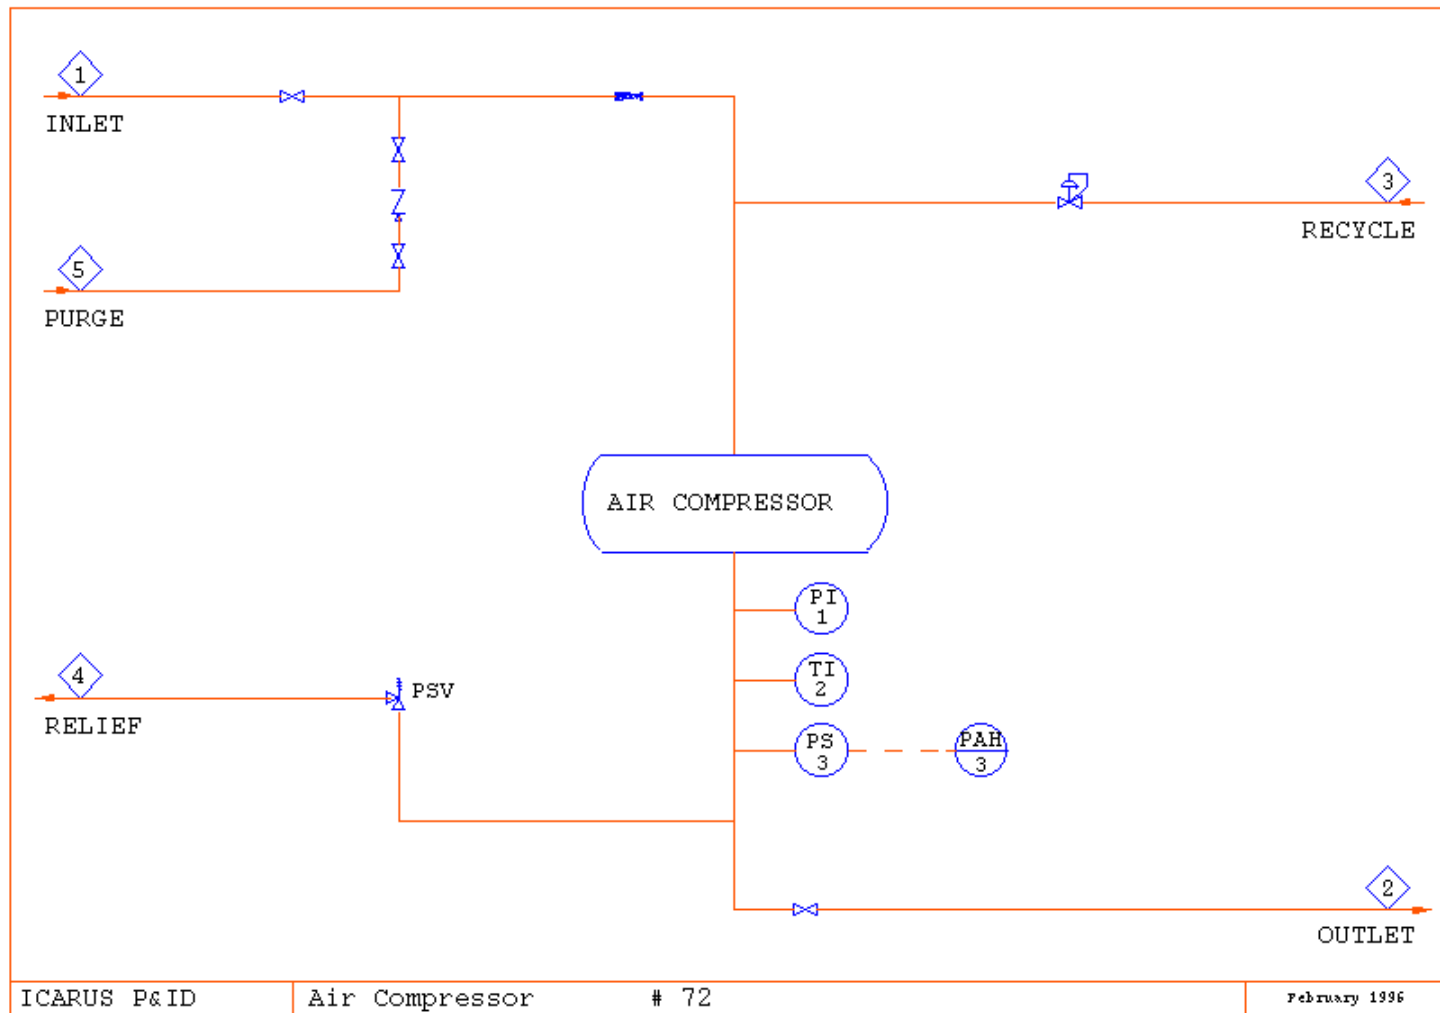 1
INLET
3
RECYCLE
5
PURGE
AIR COMPRESSOR
PI
1
TI
2
4
PSV
RELIEF
PS
3
PAH
3
2
OUTLET
ICARUS P&ID
Air Compressor # 72
February 1996